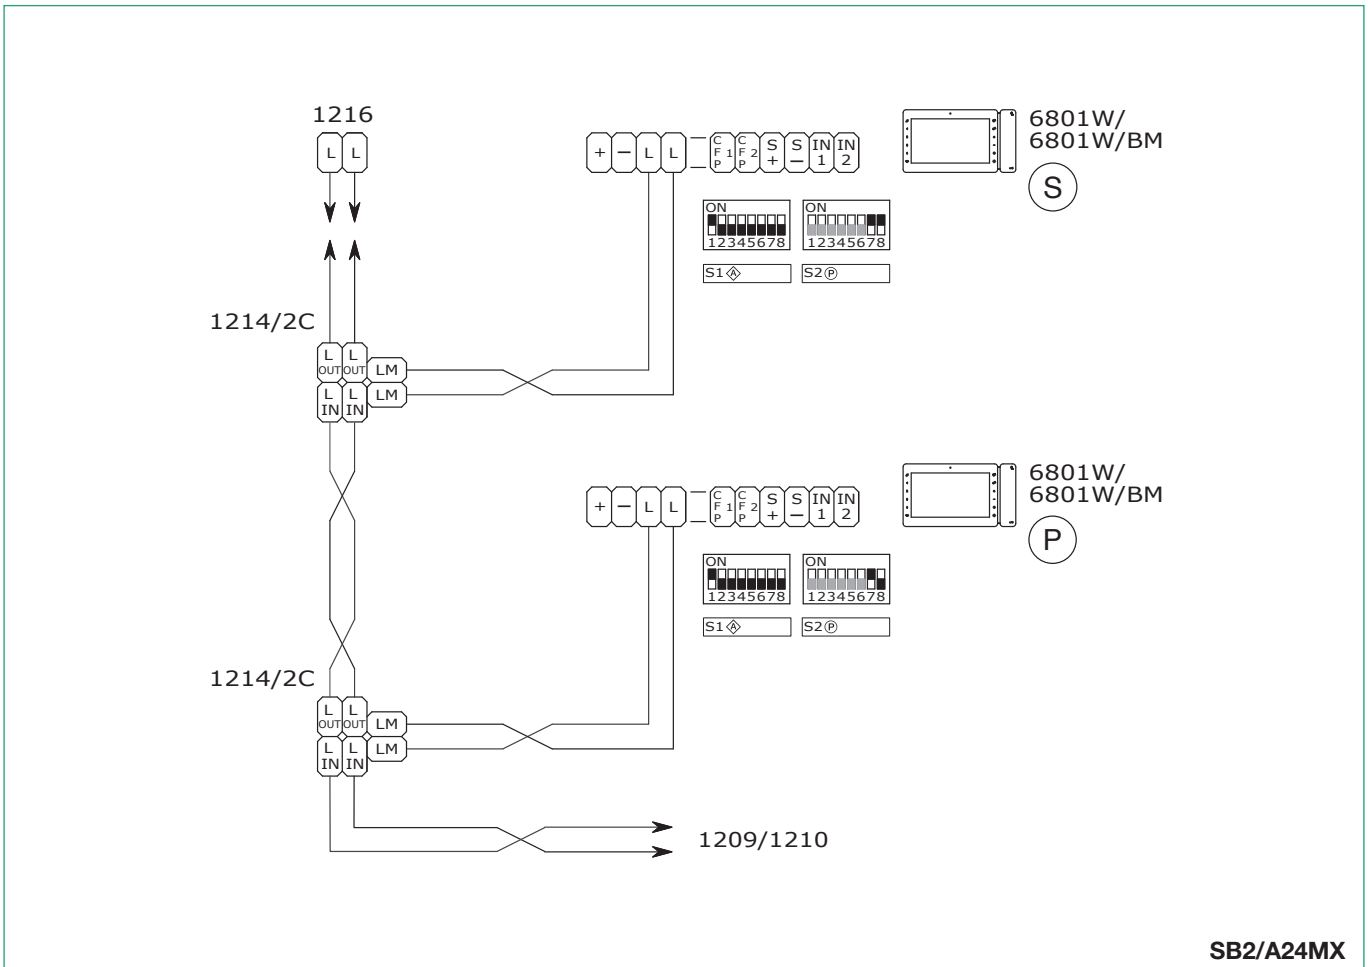 1216
L L
+ − L L C F P 1 C F P 2 S + S − IN 1 IN 2
6801W/
6801W/BM
S
ON
12345678
ON
12345678
S1 A
S2 P
1214/2C
L OUT L OUT LM
L IN L IN LM
+ − L L C F P 1 C F P 2 S + S − IN 1 IN 2
6801W/
6801W/BM
P
ON
12345678
ON
12345678
S1 A
S2 P
1214/2C
L OUT L OUT LM
L IN L IN LM
1209/1210
SB2/A24MX